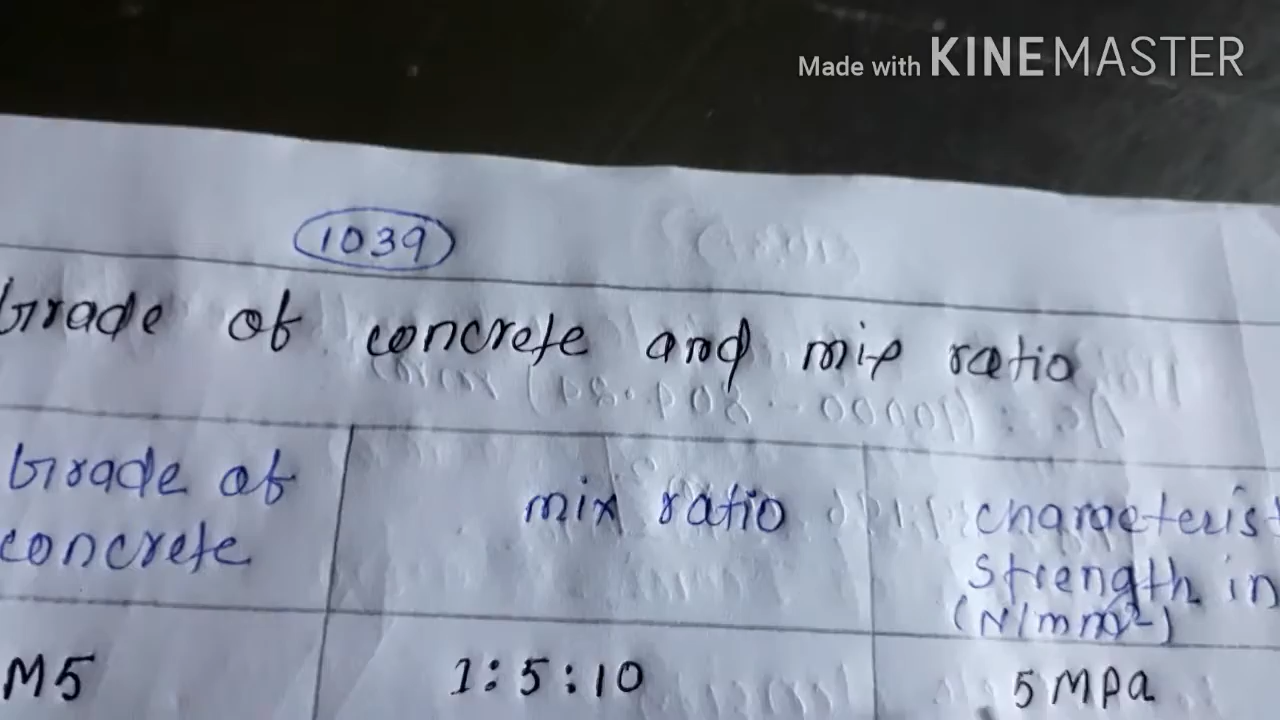 Made with KINEMASTER
1039
Grade of concrete and mix ratio
Grade of
concrete
mix ratio
characterist
strength in
(N/mm²)
M5
1:5:10
5 MPa